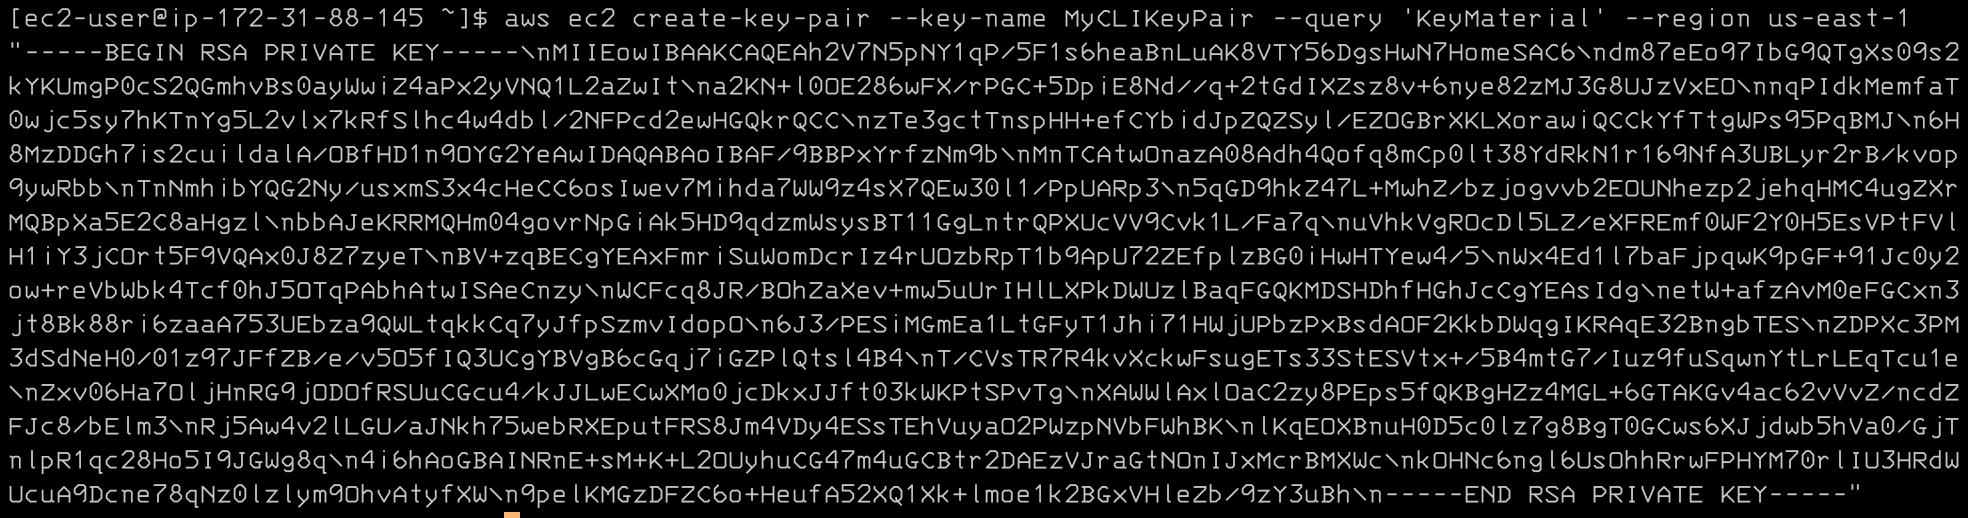 [ec2-user@ip-172-31-88-145 ~]$ aws ec2 create-key-pair --key-name MyCLIKeyPair --query 'KeyMaterial' --region us-east-1
"-----BEGIN RSA PRIVATE KEY-----\nMIIEowIBAAKCAQEAh2V7N5pNY1qP/5F1s6heaBnLuAK8VTY56DgsHwN7HomeSAC6\ndm87eEo97IbG9QTgXs09s2
kYKUmgP0cS2QGmhvBs0ayWwiZ4aPx2yVNQ1L2aZwIt\na2KN+l0OE286wFX/rPGC+5DpiE8Nd//q+2tGdIXZsz8v+6nye82zMJ3G8UJzVxEO\nnqPIdkMemfaT
0wjc5sy7hKTnYg5L2vlx7kRfSlhc4w4dbl/2NFPcd2ewHGQkrQCC\nzTe3gctTnspHH+efCYbidJpZQZSyl/EZOGBrXKLXorawiQCCkYfTtgWPs95PqBMJ\n6H
8MzDDGh7is2cuildalA/OBfHD1n9OYG2YeAwIDAQABAoIBAF/9BBPxYrfzNm9b\nMnTCAtwOnazA08Adh4Qofq8mCp0lt38YdRkN1r169NfA3UBLyr2rB/kvop
9ywRbb\nTnNmhibYQG2Ny/usxmS3x4cHeCC6osIwev7Mihda7WW9z4sX7QEw30l1/PpUARp3\n5qGD9hkZ47L+MwhZ/bzjogvvb2EOUNhezp2jehqHMC4ugZXr
MQBpXa5E2C8aHgzl\nbbAJeKRRMQHm04govrNpGiAk5HD9qdzmWsysBT11GgLntrQPXUcVV9Cvk1L/Fa7q\nuVhkVgROcDl5LZ/eXFREmf0WF2Y0H5EsVPtFVl
H1iY3jCOrt5F9VQAx0J8Z7zyeT\nBV+zqBECgYEAxFmriSuWomDcrIz4rUOzbRpT1b9ApU72ZEfplzBG0iHwHTYew4/5\nWx4Ed1l7baFjpqwK9pGF+91Jc0y2
ow+reVbWbk4Tcf0hJ5OTqPAbhAtwISAeCnzy\nWCFcq8JR/BOhZaXev+mw5uUrIHlLXPkDWUzlBaqFGQKMDSHDhfHGhJcCgYEAsIdg\netW+afzAvM0eFGCxn3
jt8Bk88ri6zaaA753UEbza9QWLtqkkCq7yJfpSzmvIdopO\n6J3/PESiMGmEa1LtGFyT1Jhi71HWjUPbzPxBsdAOF2KkbDWqgIKRAqE32BngbTES\nZDPXc3PM
3dSdNeH0/01z97JFfZB/e/v5O5fIQ3UCgYBVgB6cGqj7iGZPlQtsl4B4\nT/CVsTR7R4kvXckwFsugETs33StESVtx+/5B4mtG7/Iuz9fuSqwnYtLrLEqTcu1e
\nZxv06Ha7OljHnRG9jODOfRSUuCGcu4/kJJLwECwXMo0jcDkxJJft03kWKPtSPvTg\nXAWWlAxlOaC2zy8PEps5fQKBgHZz4MGL+6GTAKGv4ac62vVvZ/ncdZ
FJc8/bElm3\nRj5Aw4v2lLGU/aJNkh75webRXEputFRS8Jm4VDy4ESsTEhVuyaO2PWzpNVbFWhBK\nlKqEOXBnuH0D5c0lz7g8BgT0GCws6XJjdwb5hVa0/GjT
nlpR1qc28Ho5I9JGWg8q\n4i6hAoGBAINRnE+sM+K+L2OUyhuCG47m4uGCBtr2DAEzVJraGtNOnIJxMcrBMXWc\nkOHNc6ngl6UsOhhRrwFPHYM70rlIU3HRdW
UcuA9Dcne78qNz0lzlym9OhvAtyfXW\n9pelKMGzDFZC6o+HeufA52XQ1Xk+lmoe1k2BGxVHleZb/9zY3uBh\n-----END RSA PRIVATE KEY-----"